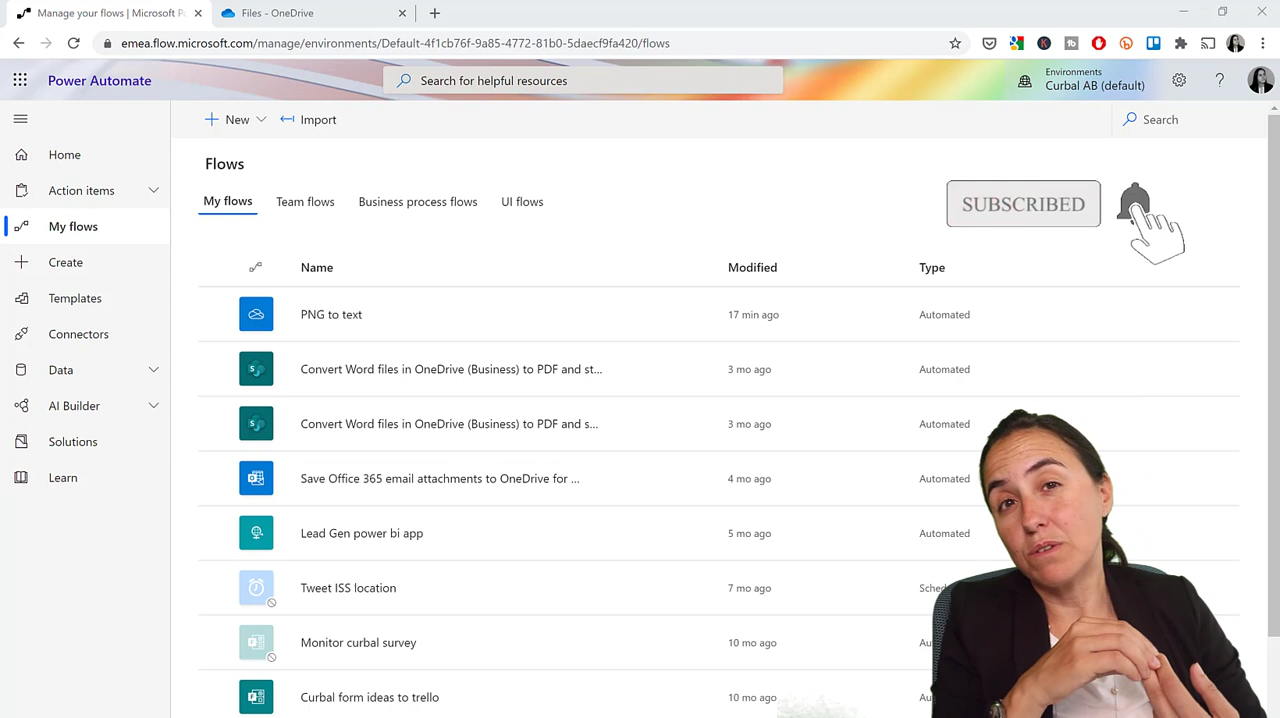 Manage your flows | Microsoft Po
Files - OneDrive
emea.flow.microsoft.com/manage/environments/Default-4f1cb76f-9a85-4772-81b0-5daecf9fa420/flows
Power Automate
Search for helpful resources
Environments
Curbal AB (default)
New
Import
Search
Home
Action items
My flows
Create
Templates
Connectors
Data
AI Builder
Solutions
Learn
Flows
My flows Team flows Business process flows UI flows
SUBSCRIBED
Name Modified Type
PNG to text 17 min ago Automated
Convert Word files in OneDrive (Business) to PDF and st... 3 mo ago Automated
Convert Word files in OneDrive (Business) to PDF and s... 3 mo ago Automated
Save Office 365 email attachments to OneDrive for ... 4 mo ago Automated
Lead Gen power bi app 5 mo ago Automated
Tweet ISS location 7 mo ago Sched
Monitor curbal survey 10 mo ago Au
Curbal form ideas to trello 10 mo ago Au